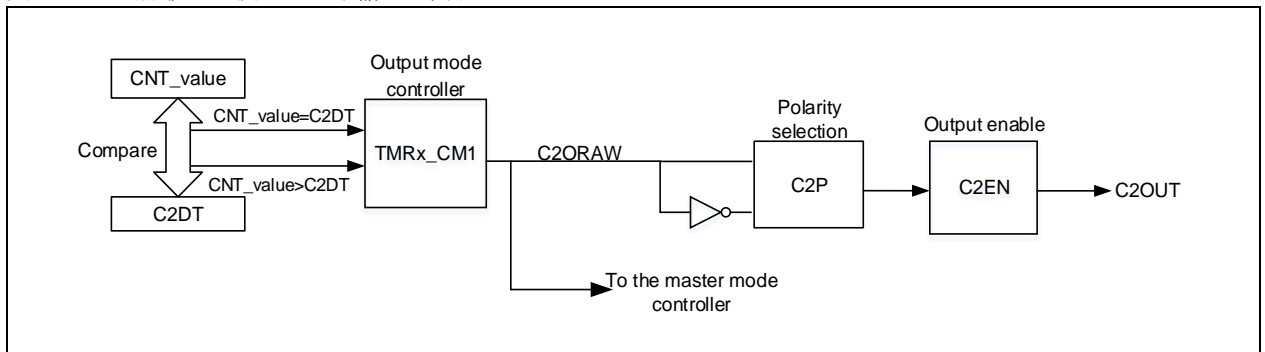 CNT_value
Compare
C2DT
CNT_value=C2DT
CNT_value>C2DT
Output mode
controller
TMRx_CM1
C2ORAW
To the master mode
controller
Polarity
selection
C2P
Output enable
C2EN
C2OUT